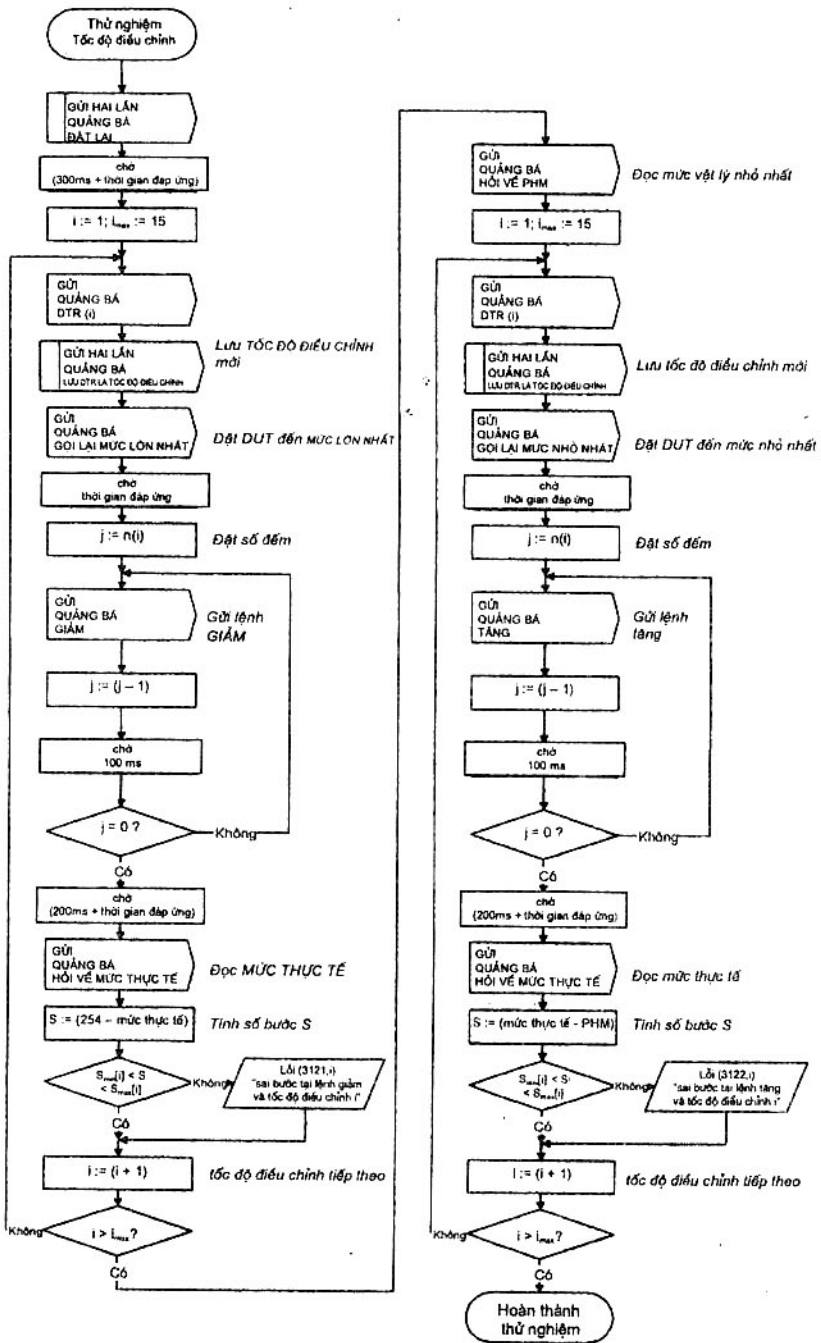 Thử nghiệm
Tốc độ điều chỉnh
GỬI HAI LẦN
QUẢNG BÁ
ĐẶT LẠI
chờ
(300ms + thời gian đáp ứng)
i := 1; imax := 15
GỬI
QUẢNG BÁ
DTR (i)
GỬI HAI LẦN
QUẢNG BÁ
LƯU DTR LÀ TỐC ĐỘ ĐIỀU CHỈNH
Lưu TỐC ĐỘ ĐIỀU CHỈNH
mới
GỬI
QUẢNG BÁ
GỌI LẠI MỨC LỚN NHẤT
Đặt DUT đến MỨC LỚN NHẤT
chờ
thời gian đáp ứng
j := n(i)
Đặt số đếm
GỬI
QUẢNG BÁ
GIẢM
Gửi lệnh
GIẢM
j := (j – 1)
chờ
100 ms
j = 0 ?
Không
Có
chờ
(200ms + thời gian đáp ứng)
GỬI
QUẢNG BÁ
HỎI VỀ MỨC THỰC TẾ
Đọc MỨC THỰC TẾ
S := (254 – mức thực tế)
Tính số bước S
Smin[i] < S
< Smax[i]
Không
Lỗi (3121,i)
"sai bước tại lệnh giảm
và tốc độ điều chỉnh i"
Có
i := (i + 1)
tốc độ điều chỉnh tiếp theo
i > imax?
Không
Có
GỬI
QUẢNG BÁ
HỎI VỀ PHM
Đọc mức vật lý nhỏ nhất
i := 1; imax := 15
GỬI
QUẢNG BÁ
DTR (i)
GỬI HAI LẦN
QUẢNG BÁ
LƯU DTR LÀ TỐC ĐỘ ĐIỀU CHỈNH
Lưu tốc độ điều chỉnh mới
GỬI
QUẢNG BÁ
GỌI LẠI MỨC NHỎ NHẤT
Đặt DUT đến mức nhỏ nhất
chờ
thời gian đáp ứng
j := n(i)
Đặt số đếm
GỬI
QUẢNG BÁ
TĂNG
Gửi lệnh
tăng
j := (j – 1)
chờ
100 ms
j = 0 ?
Không
Có
chờ
(200ms + thời gian đáp ứng)
GỬI
QUẢNG BÁ
HỎI VỀ MỨC THỰC TẾ
Đọc mức thực tế
S := (mức thực tế - PHM)
Tính số bước S
Smin[i] < S
< Smax[i]
Không
Lỗi (3122,i)
"sai bước tại lệnh tăng
và tốc độ điều chỉnh i"
Có
i := (i + 1)
tốc độ điều chỉnh tiếp theo
i > imax?
Không
Có
Hoàn thành
thử nghiệm